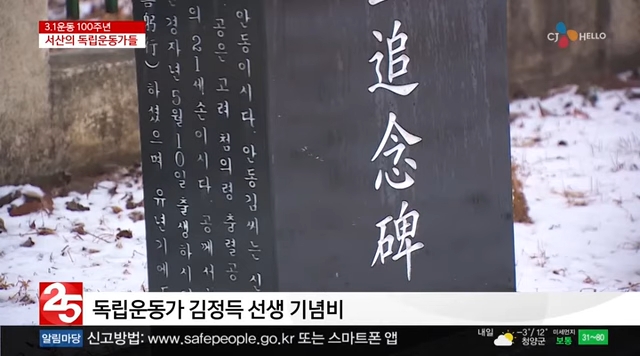 3.1운동 100주년
서산의 독립운동가들
CJ HELLO
追念碑
안동이시다. 안동김씨는 신
공은 고려 첨의령 충렬공
의 21세손이시다. 공께서
경자년 5월 10일 출생하시
하셨으며 유년기에
25
독립운동가 김정득 선생 기념비
알림마당
신고방법: www.safepeople.go.kr 또는 스마트폰 앱
내일
-3°/12°
청양군
미세먼지
보통
31~80